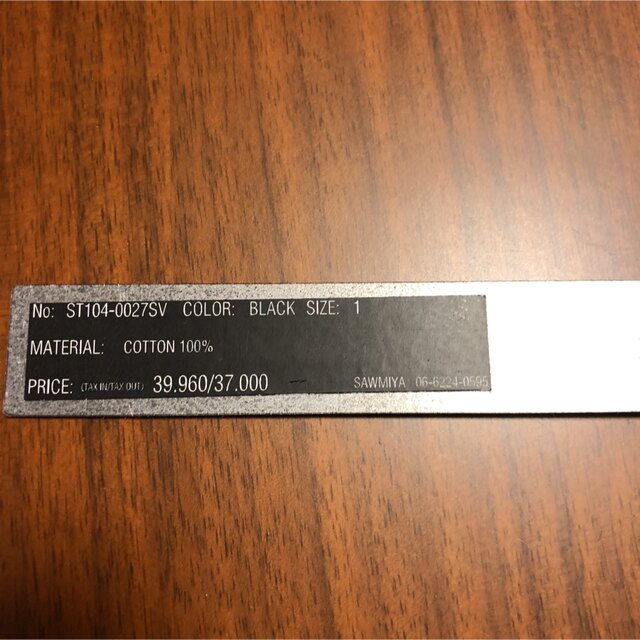 No: ST104-0027SV COLOR: BLACK SIZE: 1
MATERIAL: COTTON 100%
PRICE: (TAX IN/TAX OUT) 39.960/37.000 SAWMIYA 06-6224-0595